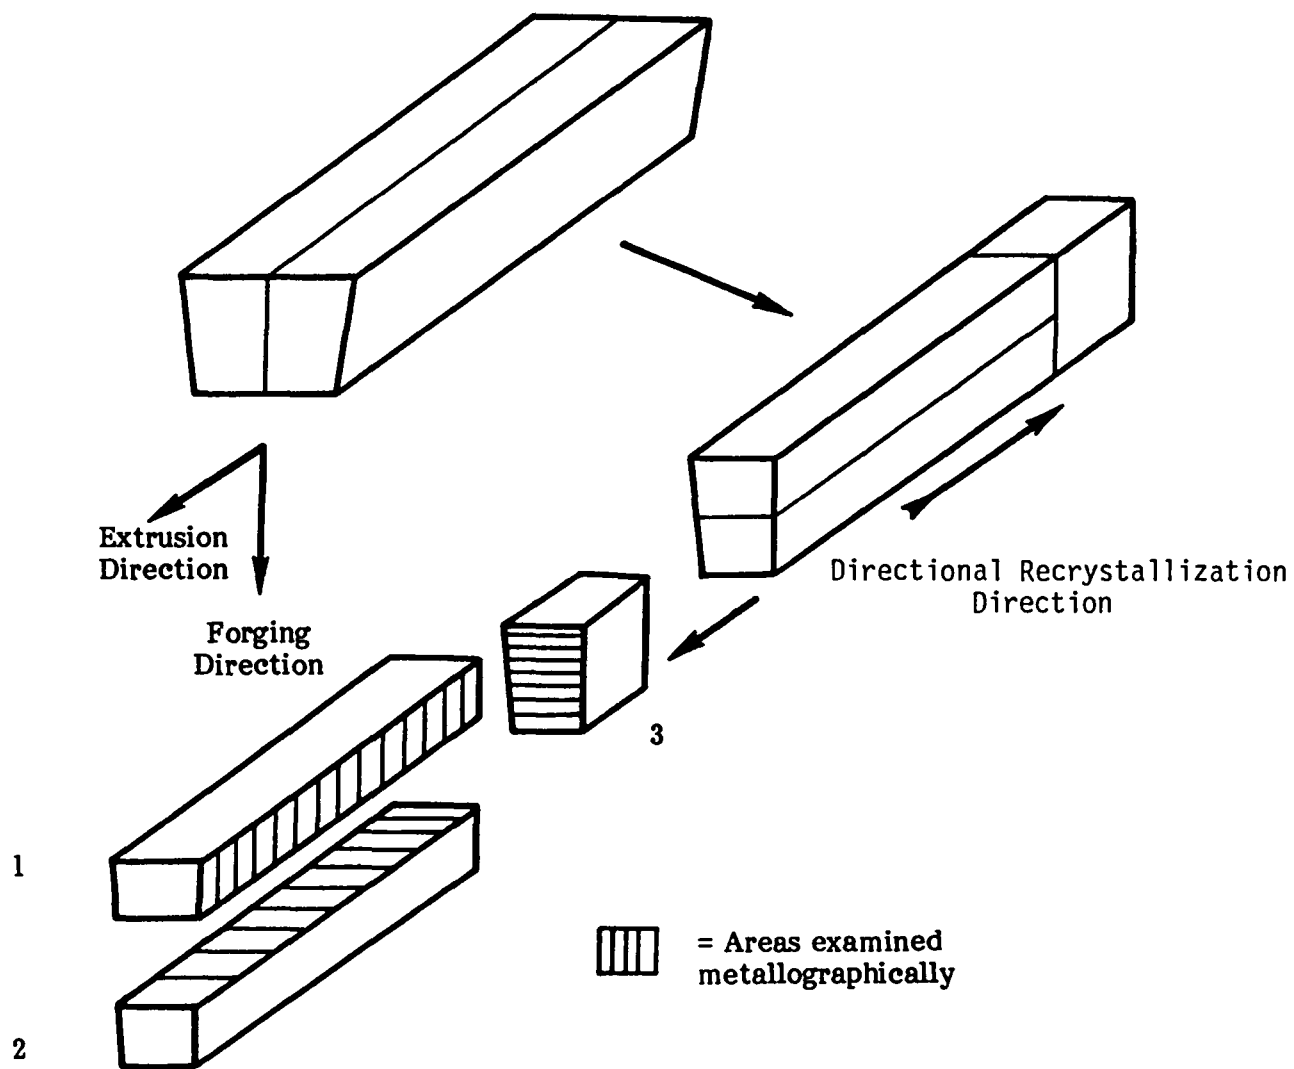 Extrusion
Direction
Forging
Direction
Directional Recrystallization
Direction
3
1
2
= Areas examined
metallographically